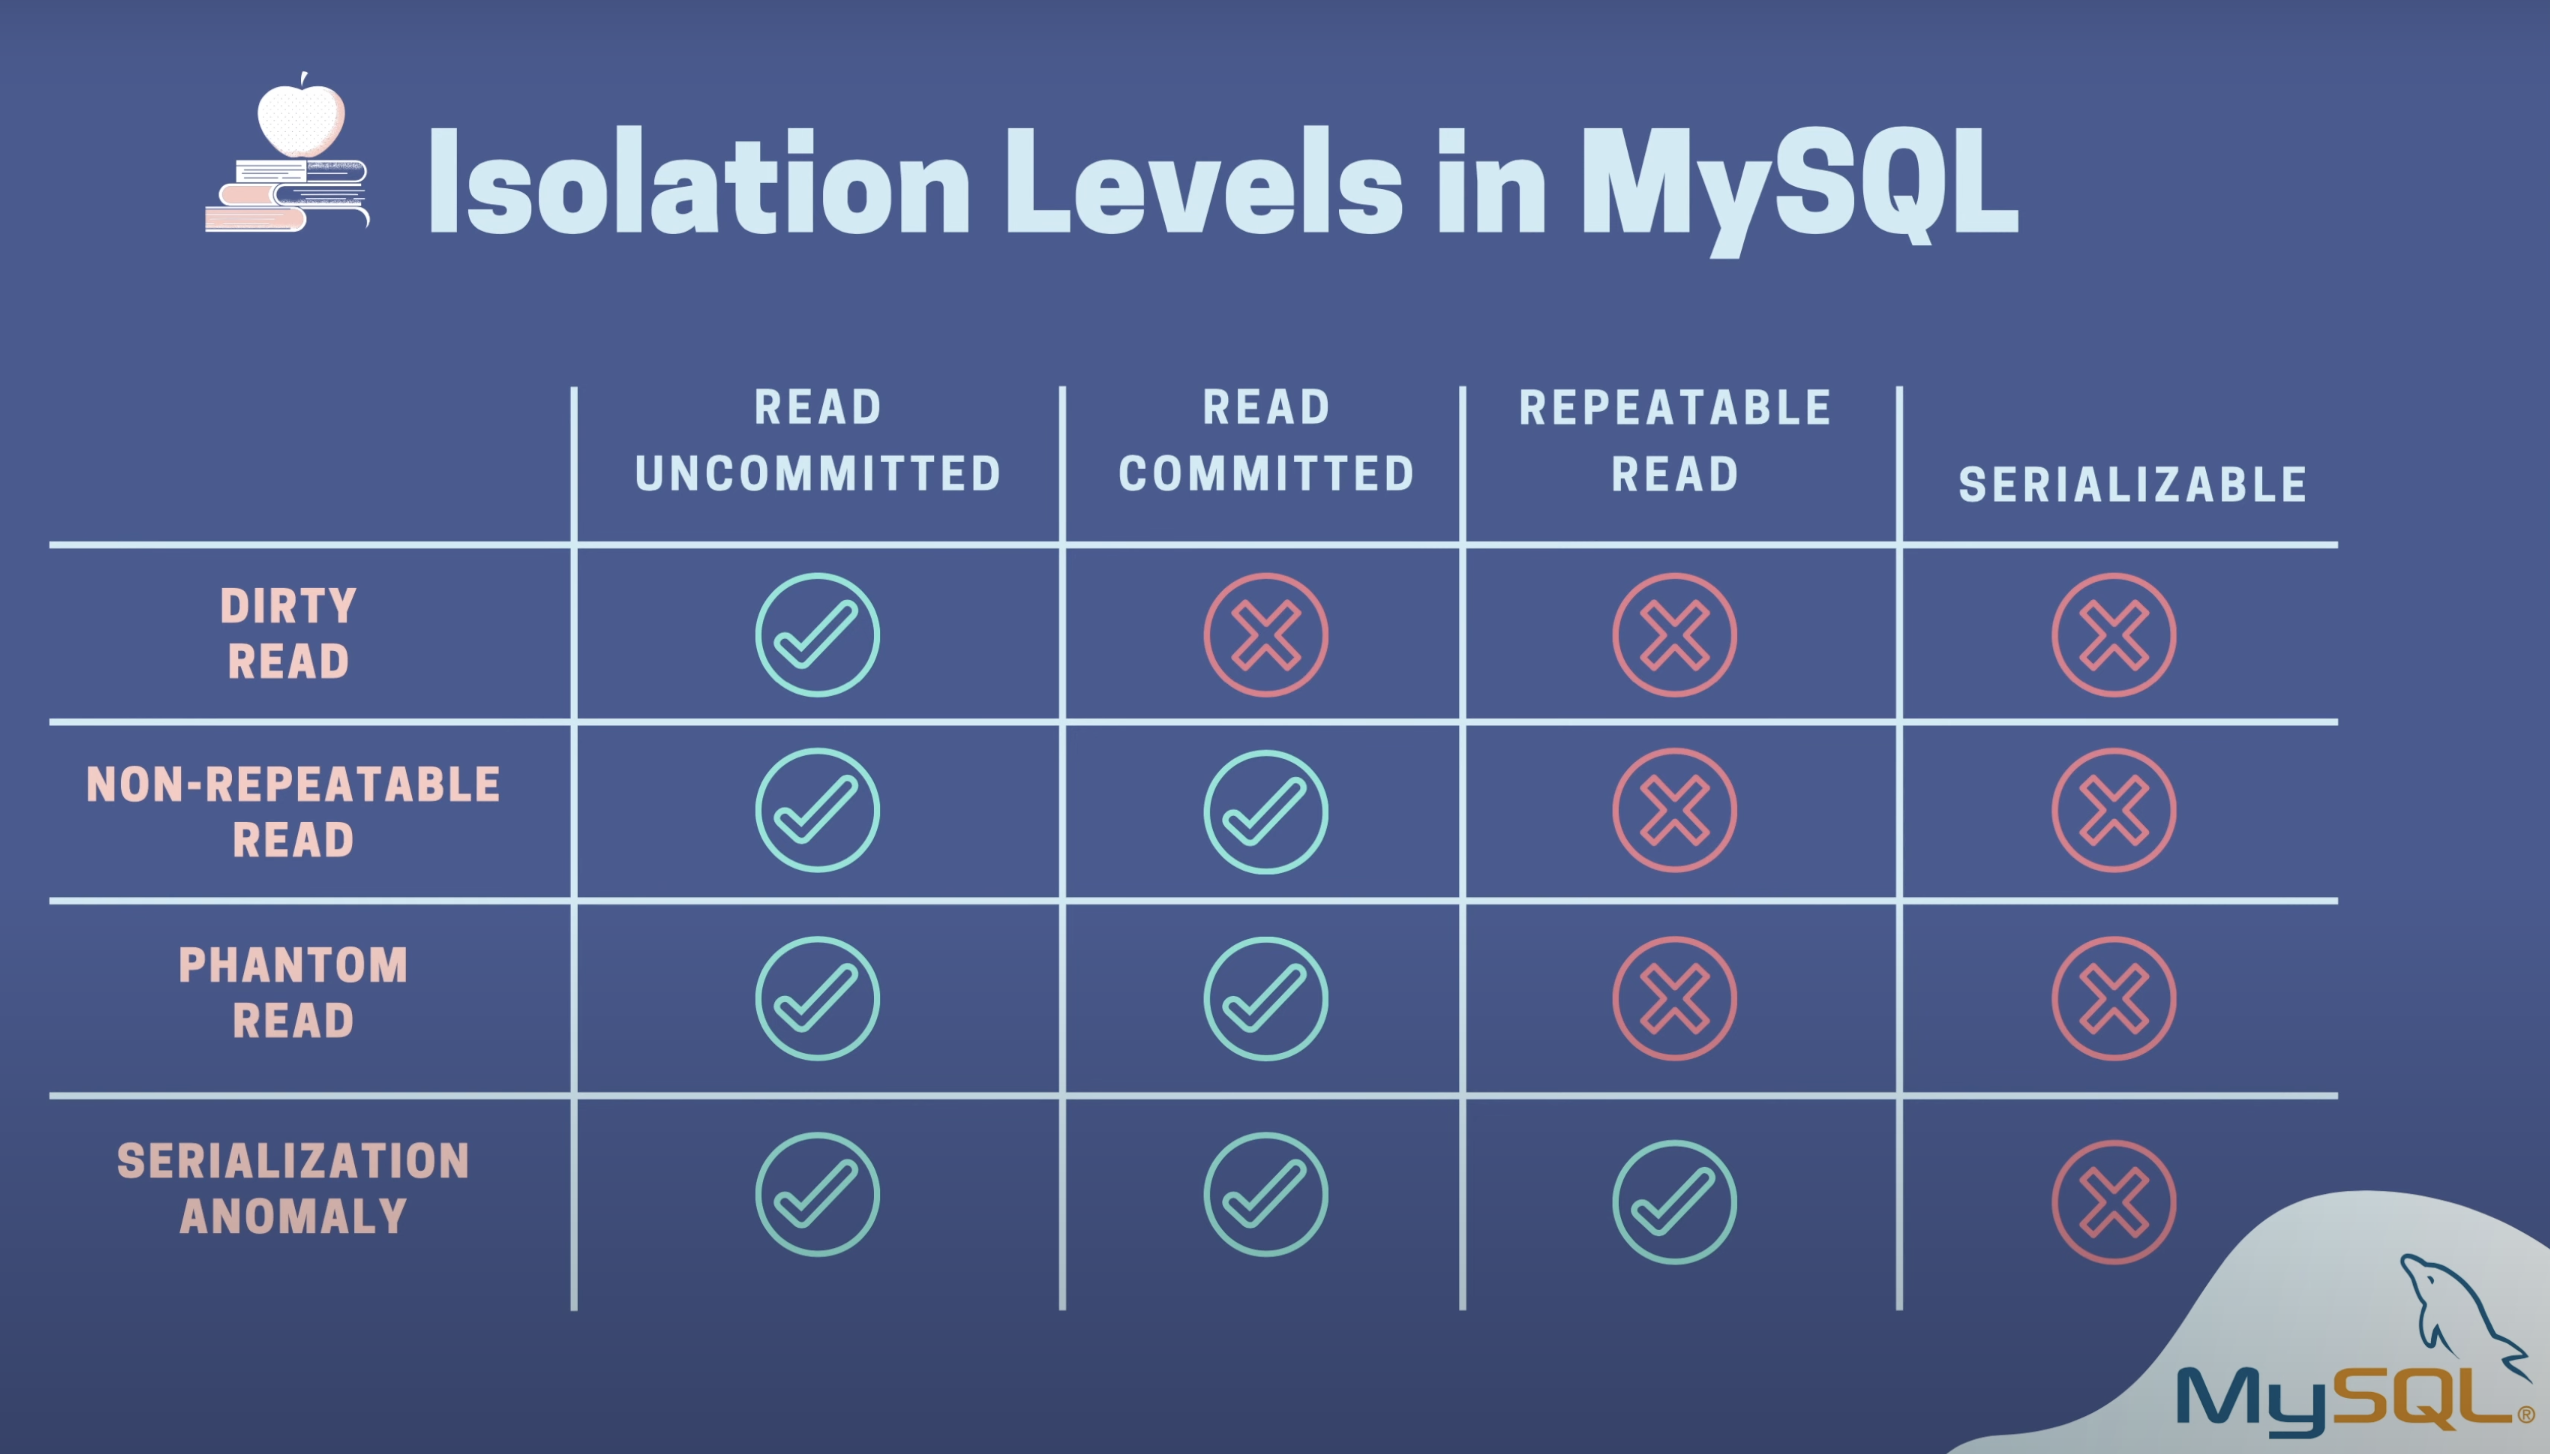 Isolation Levels in MySQL
READ
UNCOMMITTED
READ
COMMITTED
REPEATABLE
READ
SERIALIZABLE
DIRTY
READ
NON-REPEATABLE
READ
PHANTOM
READ
SERIALIZATION
ANOMALY
MySQL®